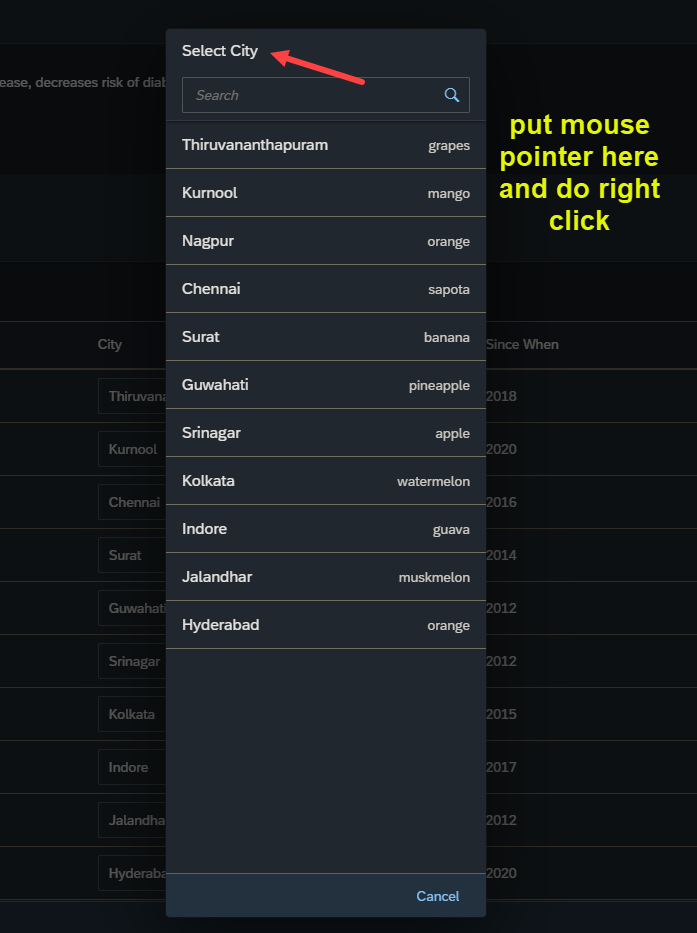 ease, decreases risk of diab
Select City
Search
put mouse
pointer here
and do right
click
Thiruvananthapuram grapes
Kurnool mango
Nagpur orange
Chennai sapota
Surat banana
Guwahati pineapple
Srinagar apple
Kolkata watermelon
Indore guava
Jalandhar muskmelon
Hyderabad orange
Cancel
City Since When
Thiruvana 2018
Kurnool 2020
Chennai 2016
Surat 2014
Guwahati 2012
Srinagar 2012
Kolkata 2015
Indore 2017
Jalandha 2012
Hyderaba 2020